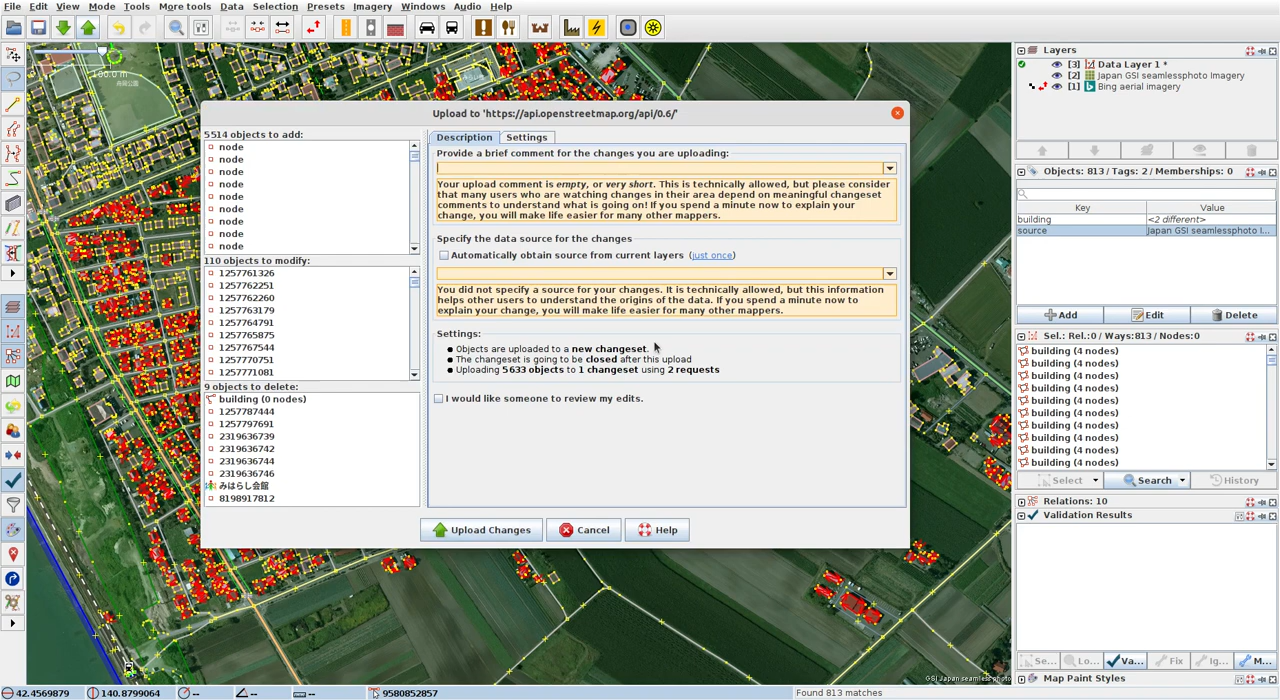 File Edit View Mode Tools More tools Data Selection Presets Imagery Windows Audio Help
100.0 m
Upload to 'https://api.openstreetmap.org/api/0.6/'
5514 objects to add:
node
node
node
node
node
node
node
node
node
110 objects to modify:
1257761326
1257762251
1257762260
1257763179
1257764791
1257765875
1257767544
1257770751
1257771081
9 objects to delete:
building (0 nodes)
1257787444
1257797691
2319636739
2319636742
2319636744
2319636746
みはらし会館
8198917812
Description Settings
Provide a brief comment for the changes you are uploading:
Your upload comment is empty, or very short. This is technically allowed, but please consider
that many users who are watching changes in their area depend on meaningful changeset
comments to understand what is going on! If you spend a minute now to explain your
change, you will make life easier for many other mappers.
Specify the data source for the changes
Automatically obtain source from current layers (just once)
You did not specify a source for your changes. It is technically allowed, but this information
helps other users to understand the origins of the data. If you spend a minute now to
explain your change, you will make life easier for many other mappers.
Settings:
Objects are uploaded to a new changeset.
The changeset is going to be closed after this upload
Uploading 5633 objects to 1 changeset using 2 requests
I would like someone to review my edits.
Upload Changes Cancel Help
Layers
[3] Data Layer 1 *
[2] Japan GSI seamlessphoto Imagery
[1] Bing aerial imagery
Objects: 813 / Tags: 2 / Memberships: 0
Key Value
building <2 different>
source Japan GSI seamlessphoto I...
Add Edit Delete
Sel.: Rel.:0 / Ways:813 / Nodes:0
building (4 nodes)
building (4 nodes)
building (4 nodes)
building (4 nodes)
building (4 nodes)
building (4 nodes)
building (4 nodes)
building (4 nodes)
building (4 nodes)
building (4 nodes)
Select Search History
Relations: 10
Validation Results
Se... Lo... Va... Fix Ig... M...
Map Paint Styles
GSI Japan seamless photo
42.4569879 140.8799064 -- -- -- 9580852857 Found 813 matches